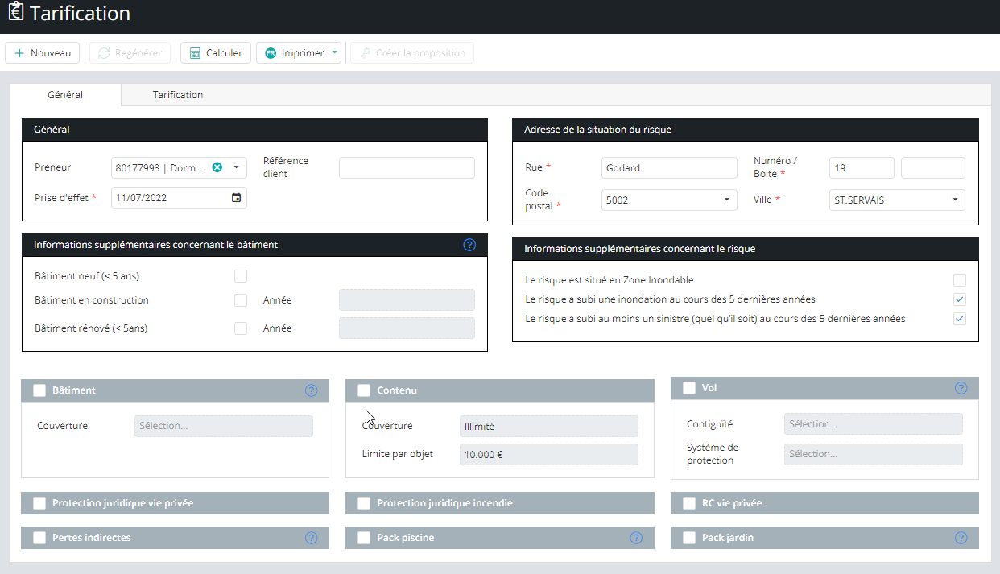 Tarification
Nouveau
Regénérer
Calculer
FR Imprimer
Créer la proposition
Général
Tarification
Général
Preneur
80177993 | Dorm...
Référence
client
Prise d'effet *
11/07/2022
Adresse de la situation du risque
Rue *
Godard
Numéro /
Boite *
19
Code
postal *
5002
Ville *
ST.SERVAIS
Informations supplémentaires concernant le bâtiment
?
Bâtiment neuf (< 5 ans)
Bâtiment en construction
Année
Bâtiment rénové (< 5ans)
Année
Informations supplémentaires concernant le risque
Le risque est situé en Zone Inondable
Le risque a subi une inondation au cours des 5 dernières années
Le risque a subi au moins un sinistre (quel qu'il soit) au cours des 5 dernières années
Bâtiment
?
Couverture
Sélection...
Contenu
Couverture
Illimité
Limite par objet
10.000 €
Vol
?
Contiguïté
Sélection...
Système de
protection
Sélection...
Protection juridique vie privée
Protection juridique incendie
RC vie privée
Pertes indirectes
?
Pack piscine
?
Pack jardin
?